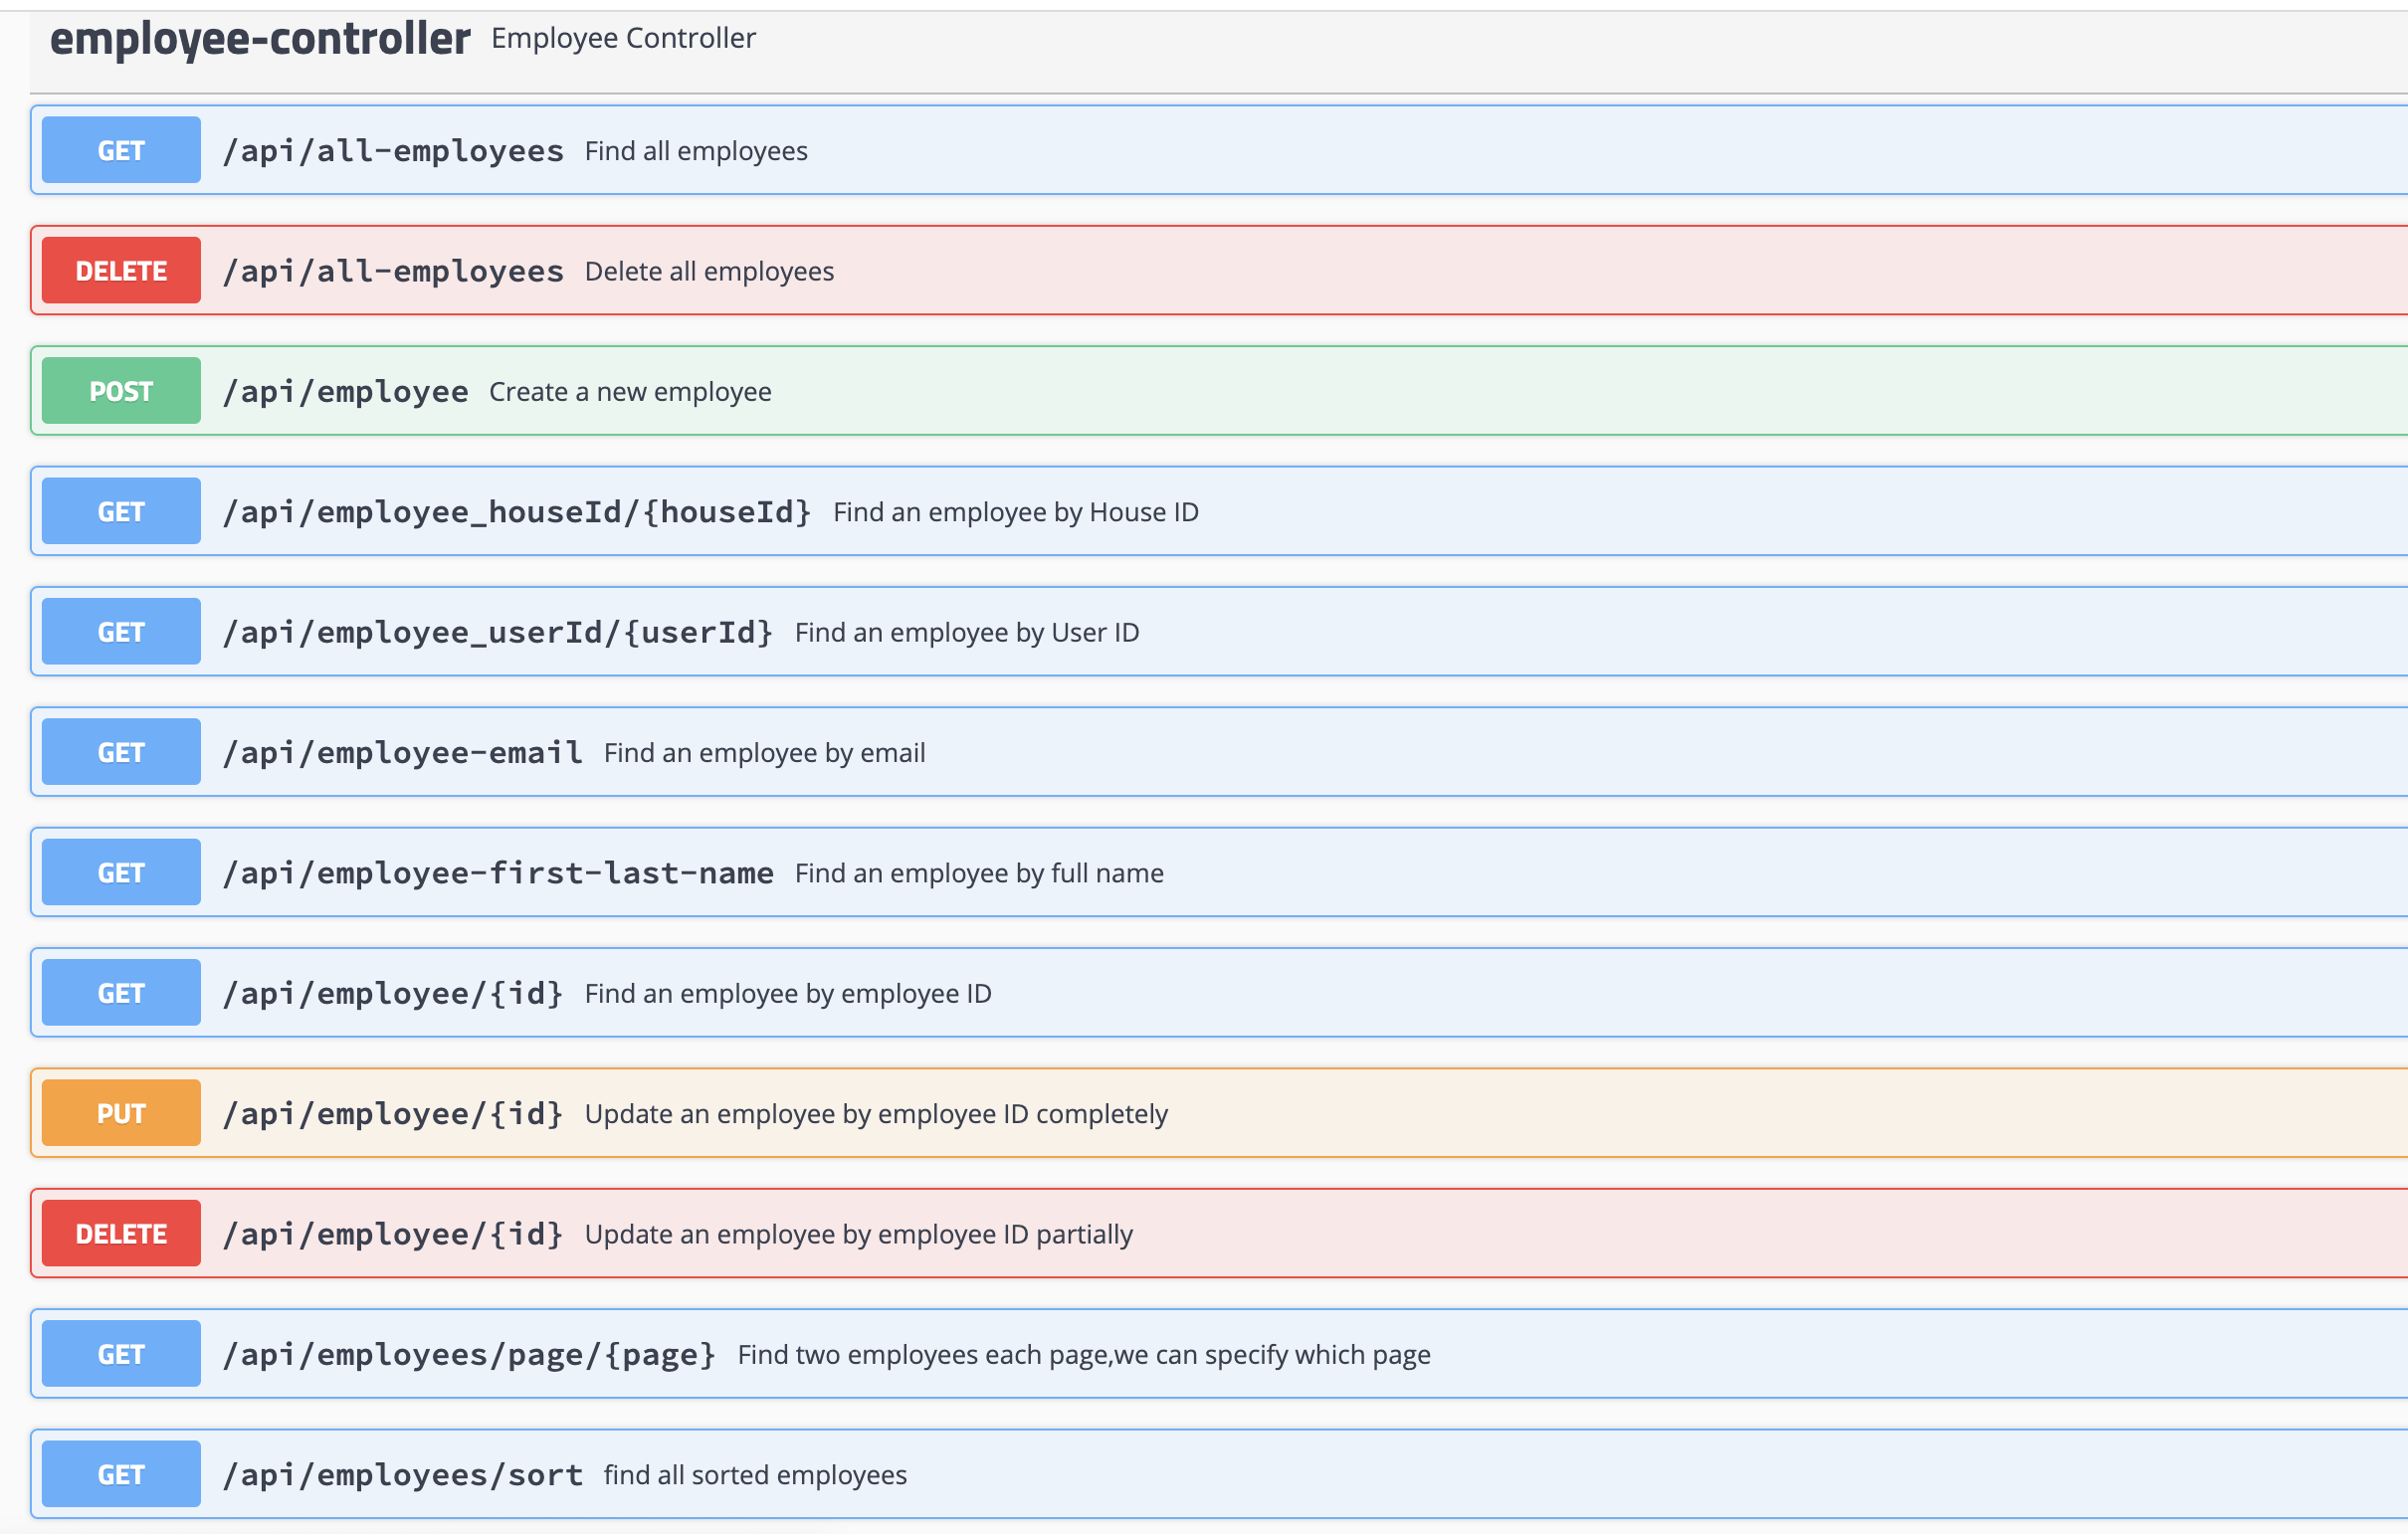 employee-controller Employee Controller
GET /api/all-employees Find all employees
DELETE /api/all-employees Delete all employees
POST /api/employee Create a new employee
GET /api/employee_houseId/{houseId} Find an employee by House ID
GET /api/employee_userId/{userId} Find an employee by User ID
GET /api/employee-email Find an employee by email
GET /api/employee-first-last-name Find an employee by full name
GET /api/employee/{id} Find an employee by employee ID
PUT /api/employee/{id} Update an employee by employee ID completely
DELETE /api/employee/{id} Update an employee by employee ID partially
GET /api/employees/page/{page} Find two employees each page,we can specify which page
GET /api/employees/sort find all sorted employees